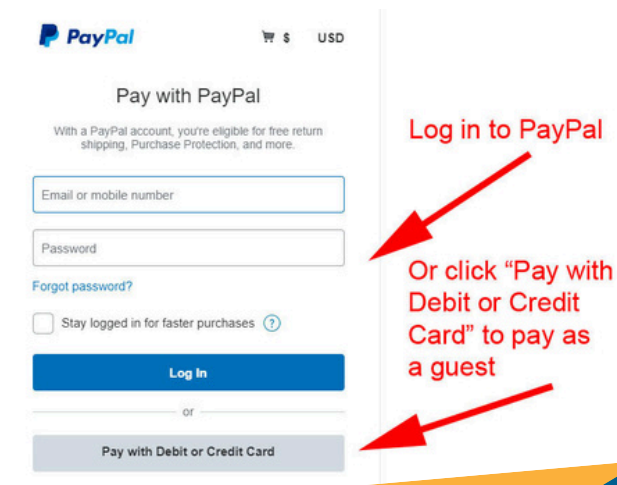 PayPal
$ USD
Pay with PayPal
With a PayPal account, you're eligible for free return
shipping, Purchase Protection, and more.
Email or mobile number
Password
Forgot password?
Stay logged in for faster purchases ?
Log In
or
Pay with Debit or Credit Card
Log in to PayPal
Or click “Pay with
Debit or Credit
Card” to pay as
a guest